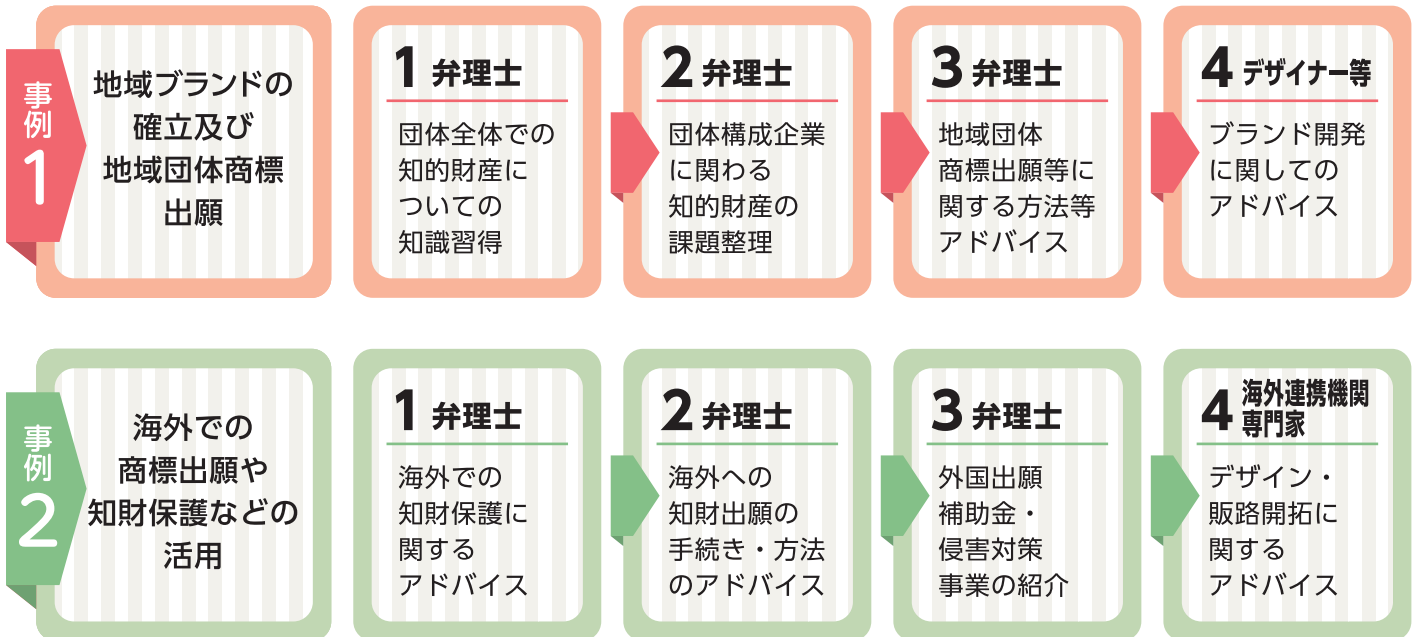 事例1
地域ブランドの
確立及び
地域団体商標
出願
1 弁理士
団体全体での
知的財産に
ついての
知識習得
2 弁理士
団体構成企業
に関わる
知的財産の
課題整理
3 弁理士
地域団体
商標出願等に
関する方法等
アドバイス
4 デザイナー等
ブランド開発
に関しての
アドバイス
事例2
海外での
商標出願や
知財保護などの
活用
1 弁理士
海外での
知財保護に
関する
アドバイス
2 弁理士
海外への
知財出願の
手続き・方法
のアドバイス
3 弁理士
外国出願
補助金・
侵害対策
事業の紹介
4 海外連携機関
専門家
デザイン・
販路開拓に
関する
アドバイス